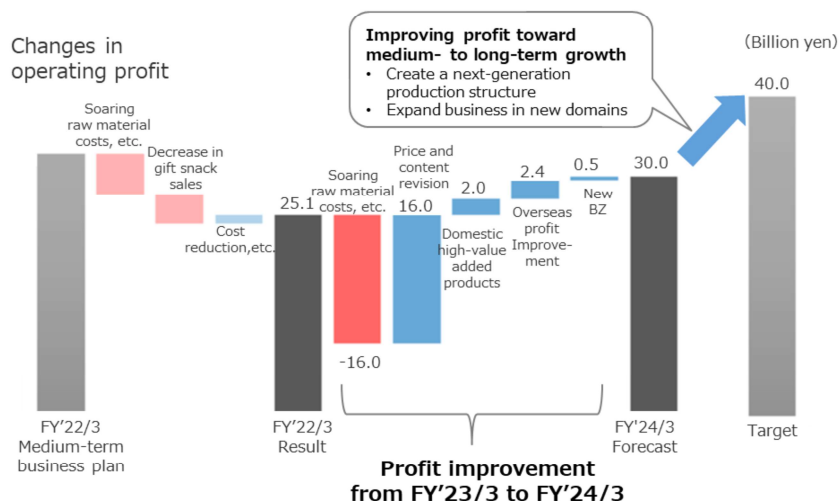 Changes in
operating profit
Improving profit toward
medium- to long-term growth
• Create a next-generation
production structure
• Expand business in new domains
(Billion yen)
40.0
Soaring
raw material
costs, etc.
Decrease in
gift snack
sales
Cost
reduction,etc.
25.1
Soaring
raw material
costs, etc.
-16.0
Price and
content
revision
16.0
2.0
Domestic
high-value
added
products
2.4
Overseas
profit
Improve-
ment
0.5
New
BZ
30.0
FY’22/3
Medium-term
business plan
FY’22/3
Result
FY'24/3
Forecast
Target
Profit improvement
from FY’23/3 to FY’24/3